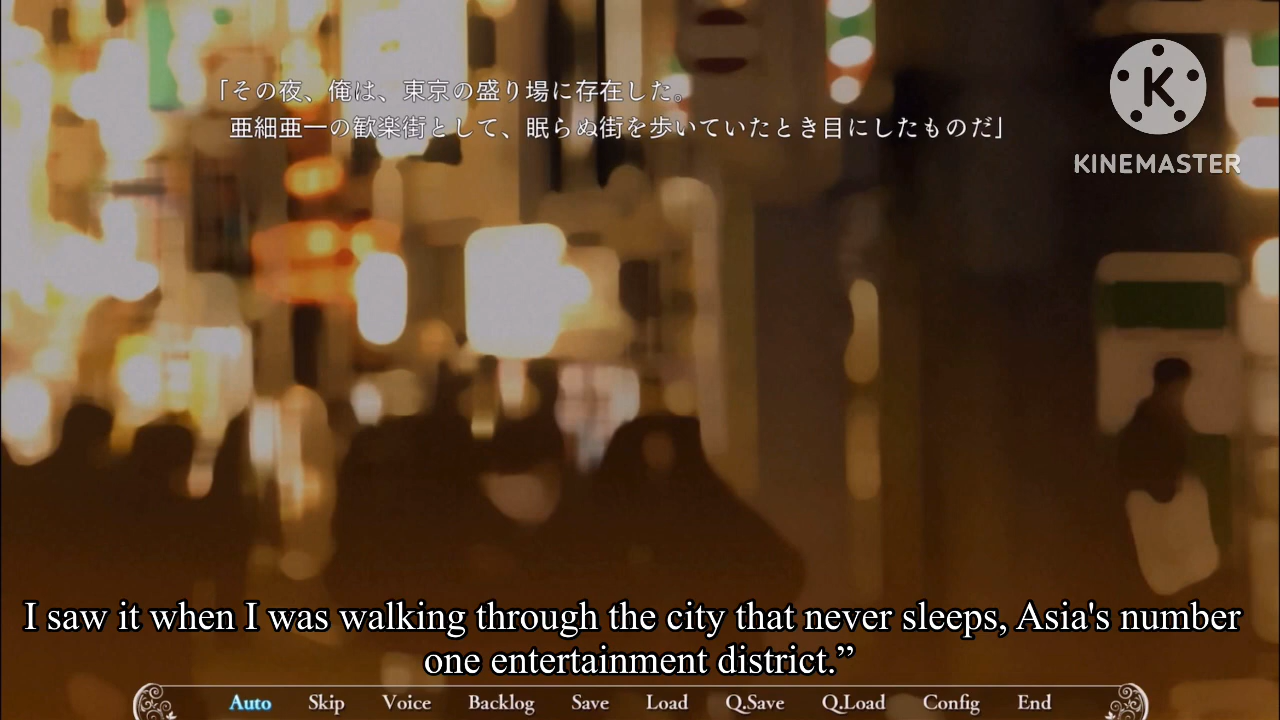 「その夜、俺は、東京の盛り場に存在した。
亜細亜一の歓楽街として、眠らぬ街を歩いていたとき目にしたものだ」
K
KINEMASTER
I saw it when I was walking through the city that never sleeps, Asia's number
one entertainment district.”
Auto Skip Voice Backlog Save Load Q.Save Q.Load Config End